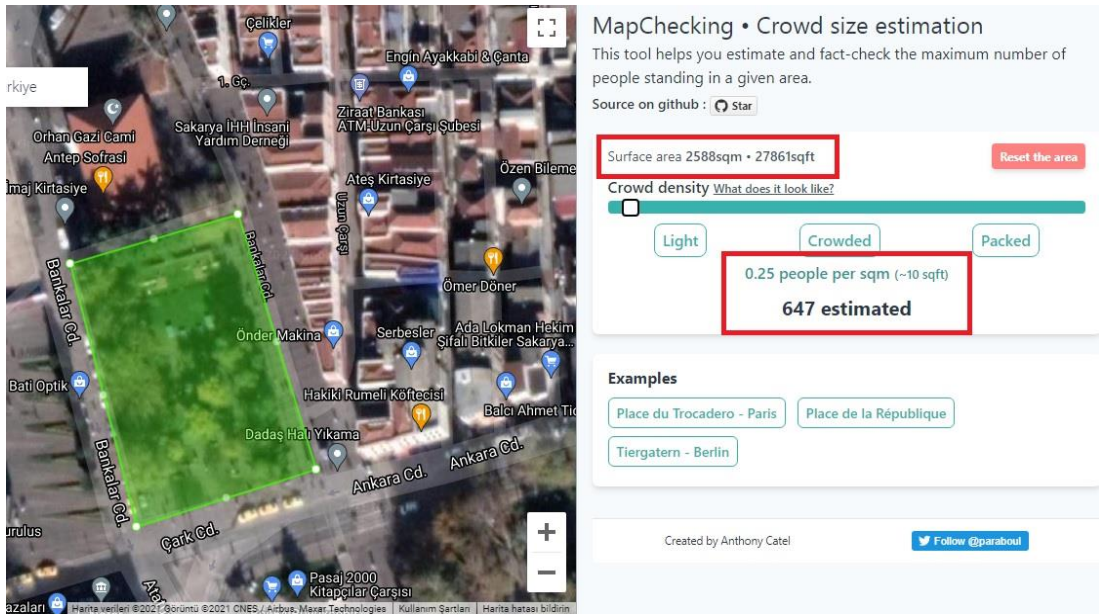 Çelikler
Engin Ayakkabi & Çanta
1. Gç.
rkiye
Ziraat Bankası
ATM-Uzun Çarşı Şubesi
Orhan Gazi Cami
Sakarya İHH İnsani
Yardım Derneği
Antep Sofrasi
Özen Bileme
İmaj Kirtasiye
Ateş Kirtasiye
Uzun Çarşı
Bankalar Cd.
Bankalar Cd.
Ömer Döner
Önder Makina
Serbesler
Ada Lokman Hekim
Şifalı Bitkiler Sakarya...
Bati Optik
Hakiki Rumeli Köftecisi
Balcı Ahmet Tic
Dadaş Halı Yıkama
Bankalar Cd.
Ankara Cd.
Ankara Cd.
urulus
Çark Cd.
Pasaj 2000
Kitapçılar Çarşısı
azaları
Ata
Harita verileri ©2021 Görüntü ©2021 CNES / Airbus, Maxar Technologies
Kullanım Şartları
Harita hatası bildirin
MapChecking • Crowd size estimation
This tool helps you estimate and fact-check the maximum number of
people standing in a given area.
Source on github : Star
Surface area 2588sqm • 27861sqft
Reset the area
Crowd density What does it look like?
Light Crowded Packed
0.25 people per sqm (~10 sqft)
647 estimated
Examples
Place du Trocadero - Paris
Place de la République
Tiergatern - Berlin
Created by Anthony Catel
Follow @paraboul